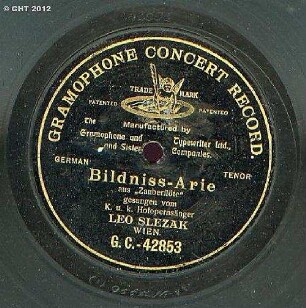 © CHT 2012
GRAMOPHONE CONCERT RECORD.
TRADE MARK
PATENTED PATENTED
Manufactured by
The Gramophone and Typewriter Ltd.,
and Sister Companies.
GERMAN TENOR
Bildniss-Arie
aus „Zauberflöte"
gesungen vom
K. u. k. Hofopernsänger
LEO SLEZAK
WIEN.
G. C.-42853